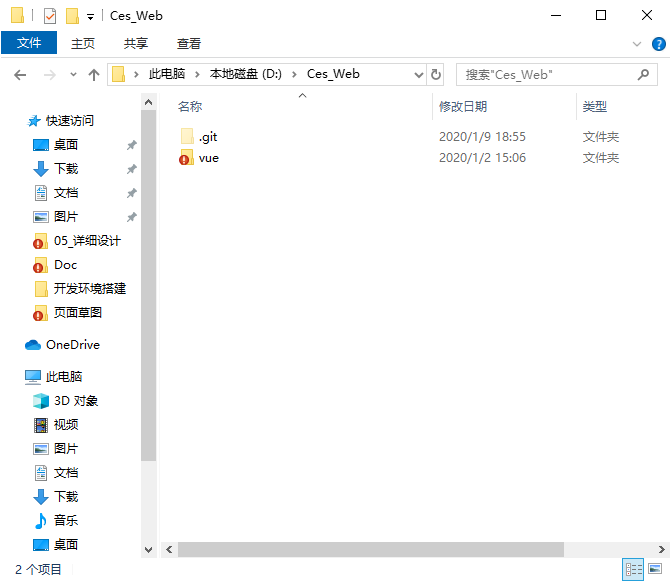 Ces_Web
文件 主页 共享 查看
此电脑 本地磁盘 (D:) Ces_Web 搜索"Ces_Web"
名称 修改日期 类型
快速访问
桌面
下载
文档
图片
05_详细设计
Doc
开发环境搭建
页面草图
OneDrive
此电脑
3D 对象
视频
图片
文档
下载
音乐
桌面
.git 2020/1/9 18:55 文件夹
vue 2020/1/2 15:06 文件夹
2 个项目